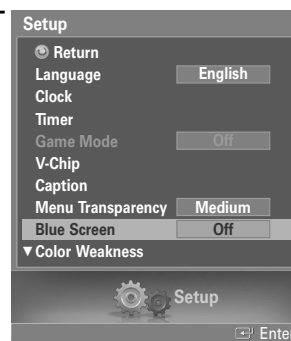 Setup
Return
Language English
Clock
Timer
Game Mode Off
V-Chip
Caption
Menu Transparency Medium
Blue Screen Off
▼ Color Weakness
Setup
Enter